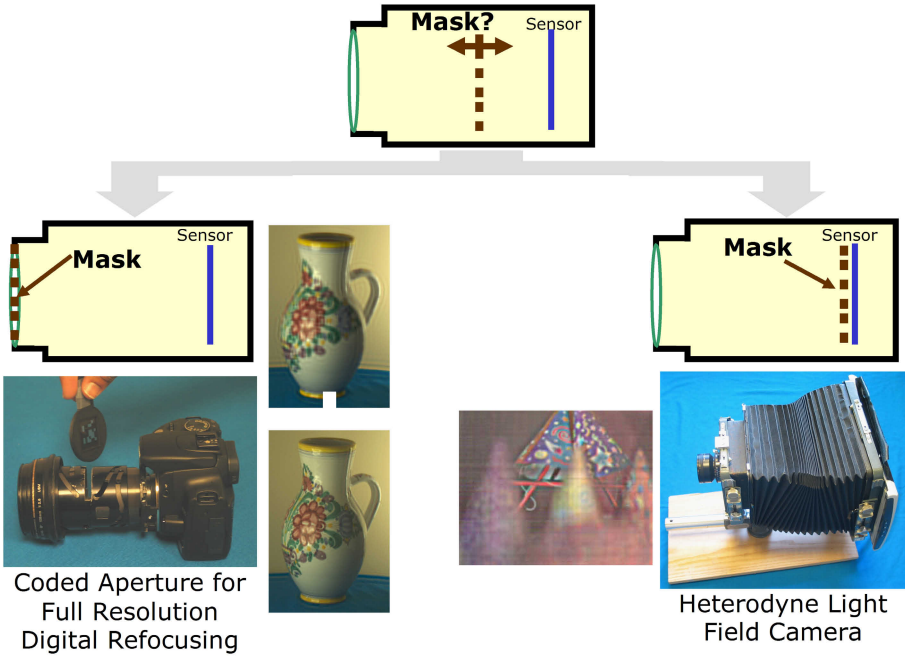 Mask?
Sensor
Sensor
Mask
Sensor
Mask
Coded Aperture for
Full Resolution
Digital Refocusing
Heterodyne Light
Field Camera